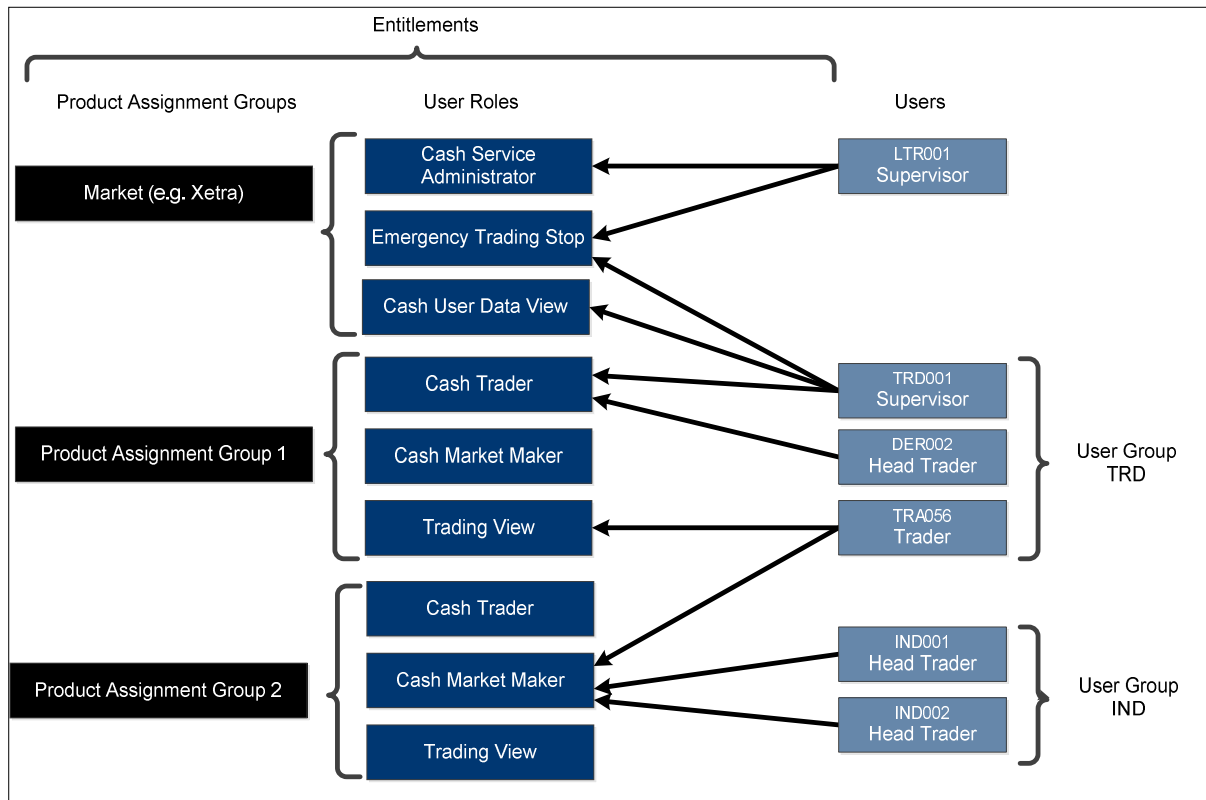 Entitlements
Product Assignment Groups
User Roles
Users
Market (e.g. Xetra)
Cash Service
Administrator
Emergency Trading Stop
Cash User Data View
LTR001
Supervisor
Product Assignment Group 1
Cash Trader
Cash Market Maker
Trading View
TRD001
Supervisor
DER002
Head Trader
TRA056
Trader
User Group
TRD
Product Assignment Group 2
Cash Trader
Cash Market Maker
Trading View
IND001
Head Trader
IND002
Head Trader
User Group
IND